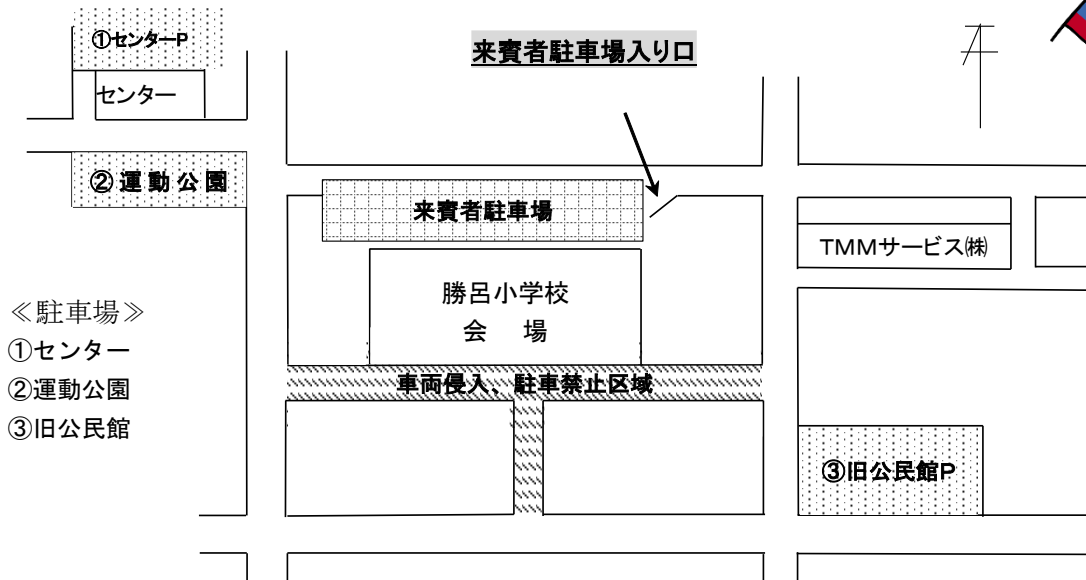 ①センターP
来賓者駐車場入り口
センター
②運動公園
来賓者駐車場
TMMサービス㈱
勝呂小学校
会　場
≪駐車場≫
①センター
②運動公園
③旧公民館
車両侵入、駐車禁止区域
③旧公民館P